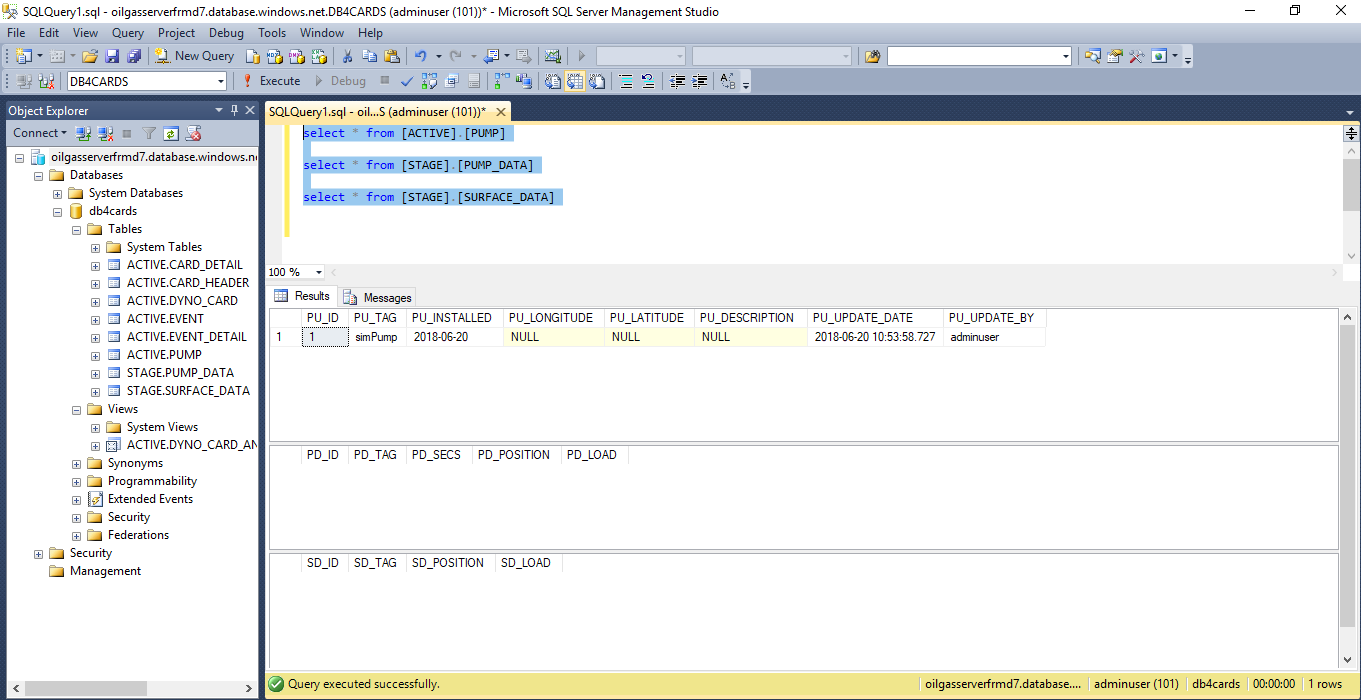 SQLQuery1.sql - oilgasserverfrmd7.database.windows.net.DB4CARDS (adminuser (101))* - Microsoft SQL Server Management Studio
File Edit View Query Project Debug Tools Window Help
New Query
DB4CARDS Execute Debug
Object Explorer
Connect
oilgasserverfrmd7.database.windows.n
Databases
System Databases
db4cards
Tables
System Tables
ACTIVE.CARD_DETAIL
ACTIVE.CARD_HEADER
ACTIVE.DYNO_CARD
ACTIVE.EVENT
ACTIVE.EVENT_DETAIL
ACTIVE.PUMP
STAGE.PUMP_DATA
STAGE.SURFACE_DATA
Views
System Views
ACTIVE.DYNO_CARD_AN
Synonyms
Programmability
Extended Events
Security
Federations
Security
Management
SQLQuery1.sql - oil...S (adminuser (101))*
select * from [ACTIVE].[PUMP]
select * from [STAGE].[PUMP_DATA]
select * from [STAGE].[SURFACE_DATA]
100 %
Results Messages
PU_ID PU_TAG PU_INSTALLED PU_LONGITUDE PU_LATITUDE PU_DESCRIPTION PU_UPDATE_DATE PU_UPDATE_BY
1 1 simPump 2018-06-20 NULL NULL NULL 2018-06-20 10:53:58.727 adminuser
PD_ID PD_TAG PD_SECS PD_POSITION PD_LOAD
SD_ID SD_TAG SD_POSITION SD_LOAD
Query executed successfully. oilgasserverfrmd7.database.... adminuser (101) db4cards 00:00:00 1 rows